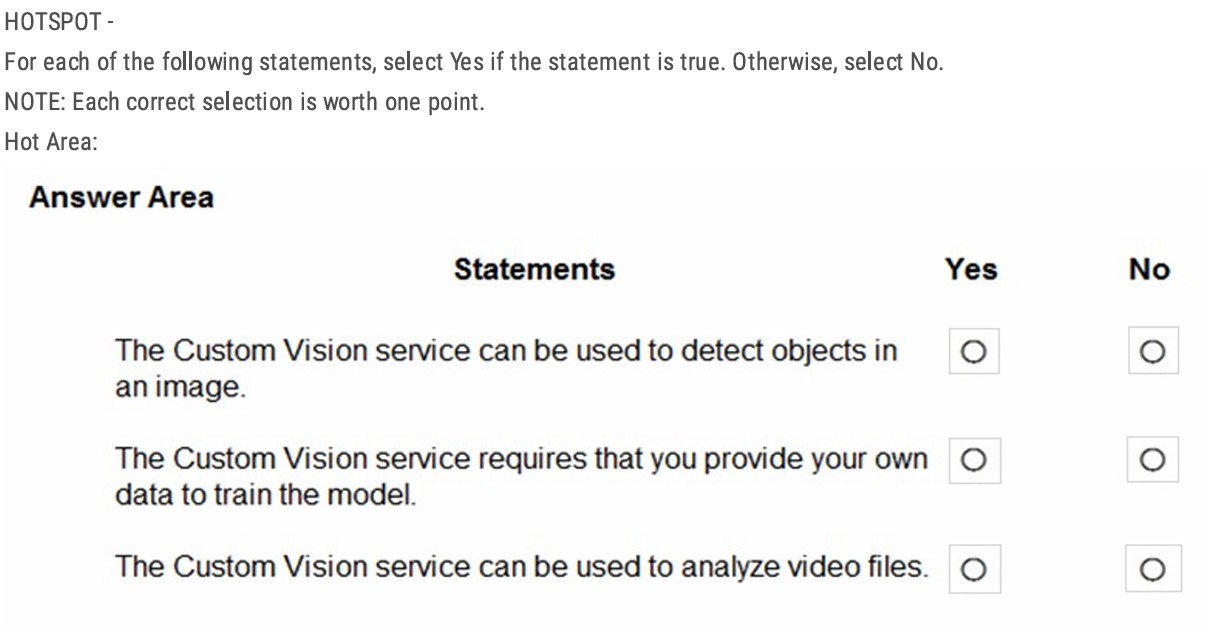 HOTSPOT -
For each of the following statements, select Yes if the statement is true. Otherwise, select No.
NOTE: Each correct selection is worth one point.
Hot Area:
Answer Area
Statements Yes No
The Custom Vision service can be used to detect objects in
an image.
The Custom Vision service requires that you provide your own
data to train the model.
The Custom Vision service can be used to analyze video files.